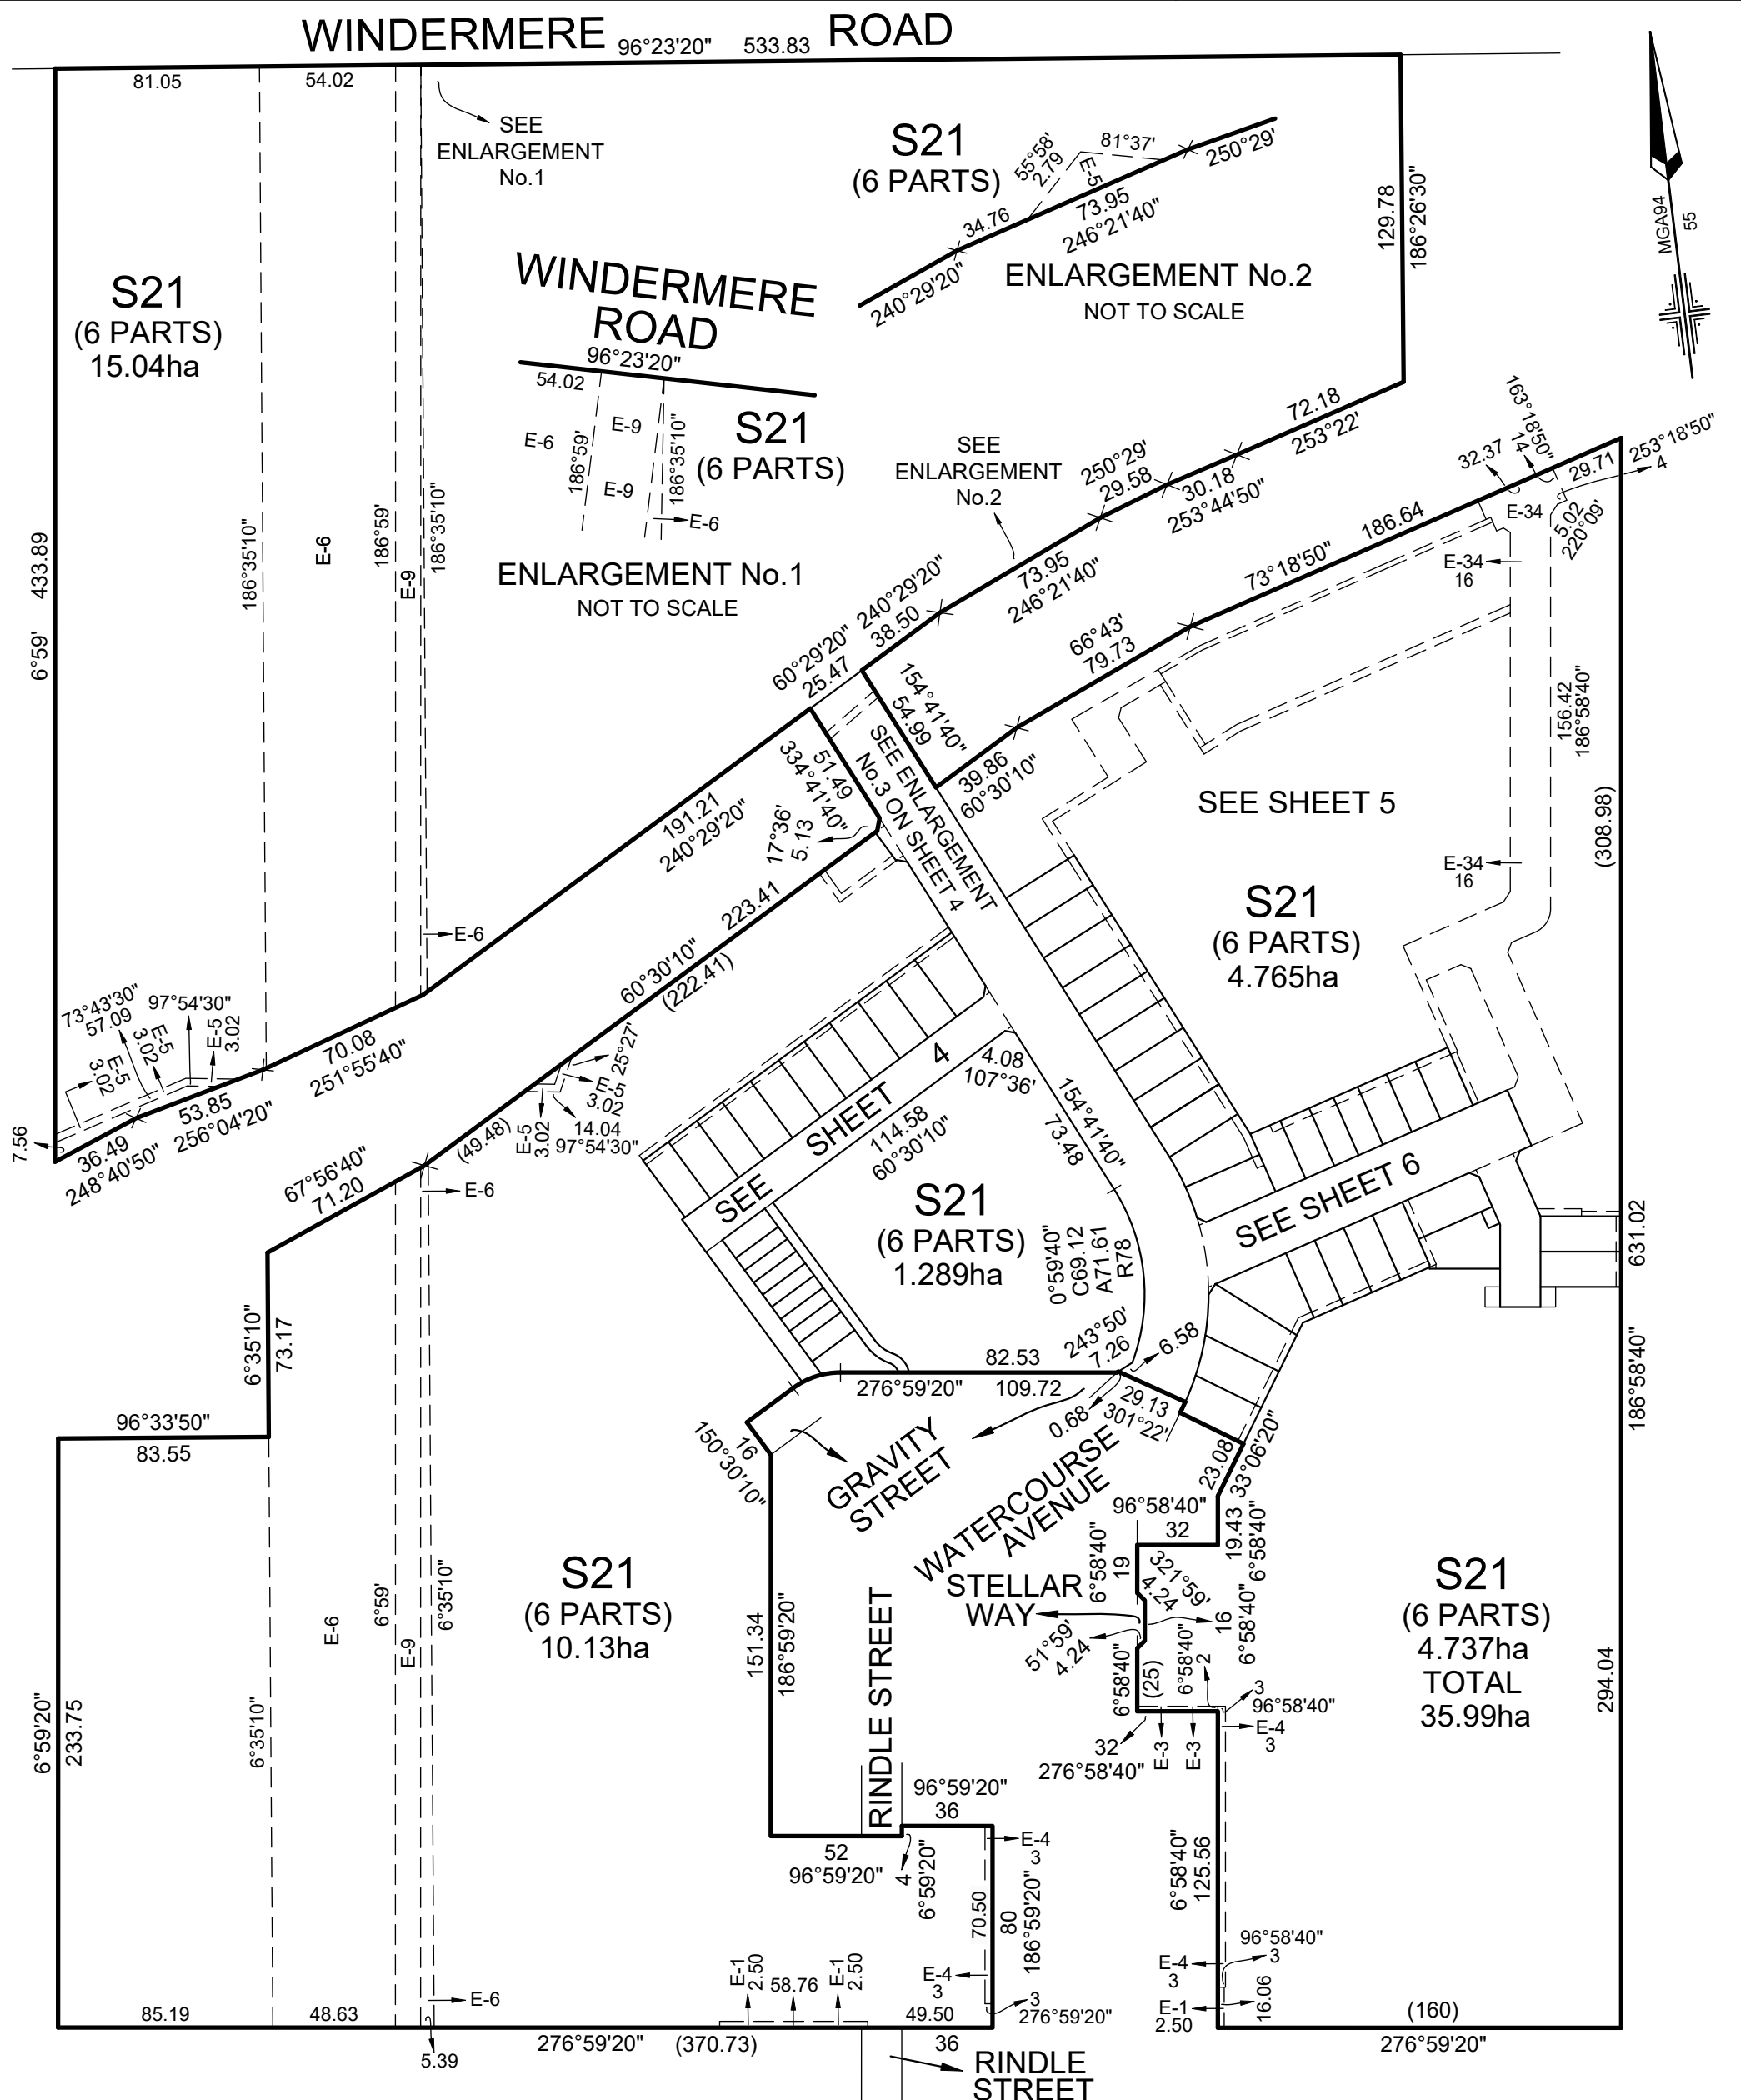 WINDERMERE 96°23'20" 533.83 ROAD
81.05
54.02
SEE
ENLARGEMENT
No.1
S21
(6 PARTS)
55°58'
2.79
81°37'
E-5
250°29'
34.76
73.95
246°21'40"
240°29'20"
ENLARGEMENT No.2
NOT TO SCALE
129.78
186°26'30"
MGA94
55
S21
(6 PARTS)
15.04ha
WINDERMERE
ROAD
96°23'20"
54.02
E-6
186°59'
E-9
E-9
186°35'10"
E-6
S21
(6 PARTS)
ENLARGEMENT No.1
NOT TO SCALE
6°59' 433.89
186°35'10"
E-6
186°59'
E-9
186°35'10"
E-6
SEE
ENLARGEMENT
No.2
72.18
253°22'
250°29'
29.58
30.18
253°44'50"
73.95
246°21'40"
240°29'20"
38.50
60°29'20"
25.47
163°18'50"
14
32.37
29.71
253°18'50"
4
E-34
5.02
220°09'
186.64
73°18'50"
E-34
16
66°43'
79.73
154°41'40"
54.99
39.86
60°30'10"
156.42
186°58'40"
SEE SHEET 5
(308.98)
E-34
16
S21
(6 PARTS)
4.765ha
SEE ENLARGEMENT
No.3 ON SHEET 4
51.49
334°41'40"
17°36'
5.13
191.21
240°29'20"
223.41
60°30'10"
(222.41)
73°43'30"
57.09
97°54'30"
E-5
3.02
E-5
3.02
E-5
3.02
70.08
251°55'40"
53.85
256°04'20"
7.56
36.49
248°40'50"
67°56'40"
71.20
(49.48)
25°27'
E-5
3.02
E-5
3.02
14.04
97°54'30"
E-6
SEE SHEET 4
4.08
107°36'
114.58
60°30'10"
154°41'40"
73.48
S21
(6 PARTS)
1.289ha
0°59'40"
C69.12
A71.61
R78
SEE SHEET 6
631.02
186°58'40"
6°35'10"
73.17
243°50'
7.26
6.58
82.53
276°59'20" 109.72
0.68
29.13
301°22'
96°33'50"
83.55
16
150°30'10"
GRAVITY
STREET
WATERCOURSE
AVENUE
23.08
33°06'20"
96°58'40"
32
19.43
6°58'40"
6°58'40"
19
321°59'
4.24
STELLAR
WAY
16
6°58'40"
51°59'
4.24
6°58'40"
(25)
6°58'40"
2
3
96°58'40"
E-4
3
E-3
E-3
32
276°58'40"
S21
(6 PARTS)
10.13ha
S21
(6 PARTS)
4.737ha
TOTAL
35.99ha
294.04
6°59'20"
233.75
6°35'10"
E-6
6°59'
E-9
6°35'10"
151.34
186°59'20"
RINDLE STREET
96°59'20"
36
52
96°59'20"
4
6°59'20"
E-4
3
70.50
80
186°59'20"
6°58'40"
125.56
96°58'40"
3
E-4
3
E-4
3
E-1
2.50
16.06
3
276°59'20"
E-1
2.50
58.76
E-1
2.50
E-6
85.19
48.63
5.39
276°59'20" (370.73)
49.50
36
(160)
276°59'20"
RINDLE
STREET